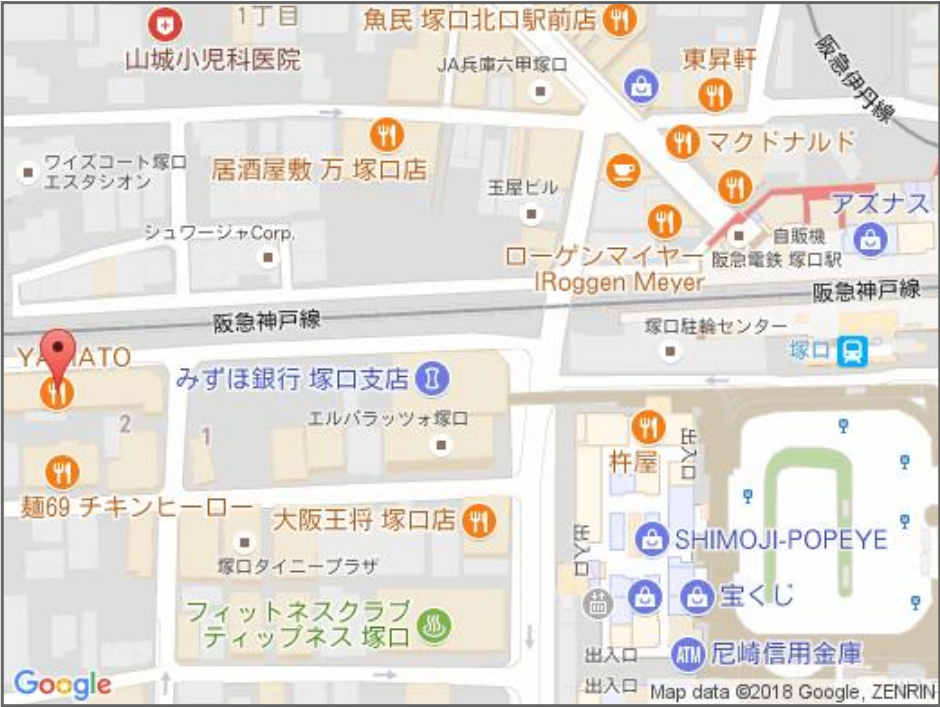 1丁目
魚民 塚口北口駅前店
山城小児科医院
JA兵庫六甲塚口
東昇軒
阪急伊丹線
マクドナルド
ワイズコート塚口
エスタシオン
居酒屋敷 万 塚口店
玉屋ビル
アズナス
シュワージャCorp.
自販機
ローゲンマイヤー
lRoggen Meyer
阪急電鉄 塚口駅
阪急神戸線
阪急神戸線
塚口駐輪センター
塚口
YAMATO
みずほ銀行 塚口支店
エルパラッツォ塚口
2
1
杵屋
出入口
麺69 チキンヒーロー
大阪王将 塚口店
出入口
SHIMOJI-POPEYE
塚口タイニープラザ
宝くじ
フィットネスクラブ
ティップネス 塚口
出入口
ATM
尼崎信用金庫
出入口
Google
Map data ©2018 Google, ZENRIN